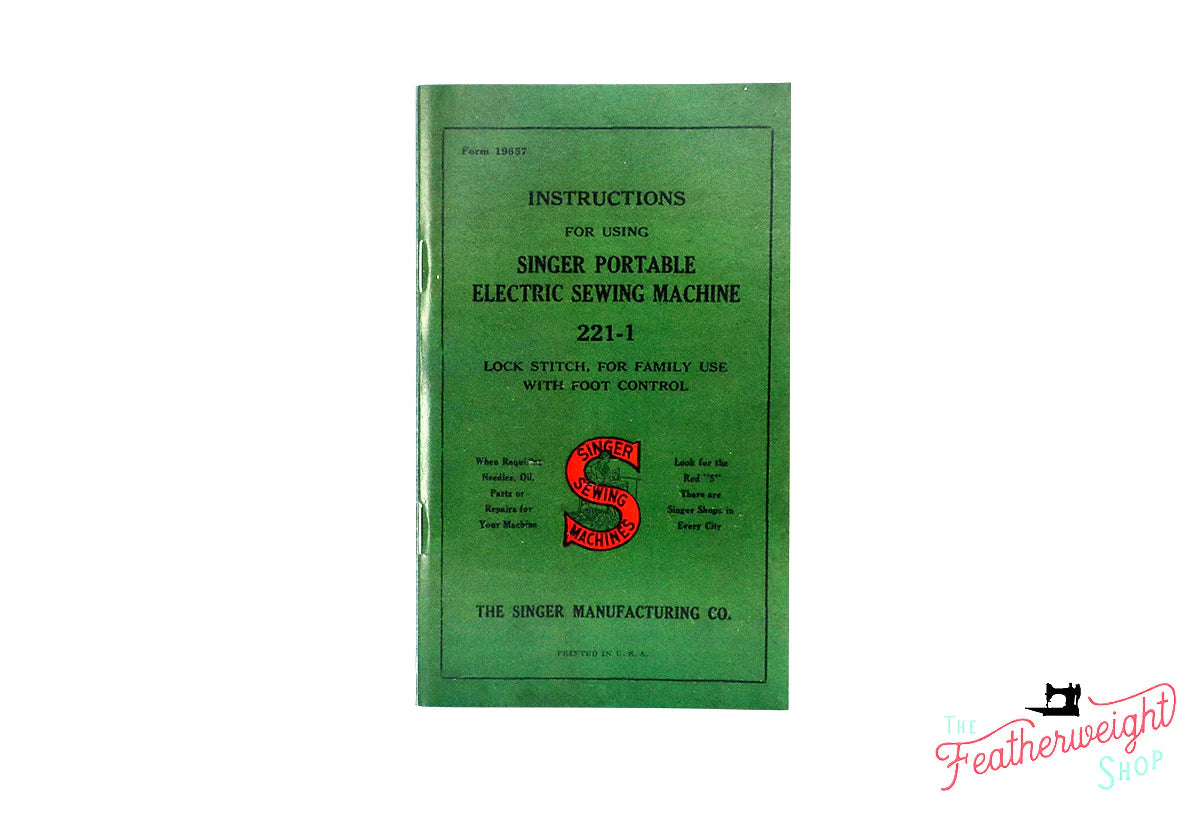 Form 19557
INSTRUCTIONS
FOR USING
SINGER PORTABLE
ELECTRIC SEWING MACHINE
221-1
LOCK STITCH, FOR FAMILY USE
WITH FOOT CONTROL
When Requiring
Needles, Oil,
Parts or
Repairs for
Your Machine
SINGER
SEWING
MACHINES
Look for the
Red "S"
There are
Singer Shops in
Every City
THE SINGER MANUFACTURING CO.
PRINTED IN U. S. A.
THE
Featherweight
SHOP